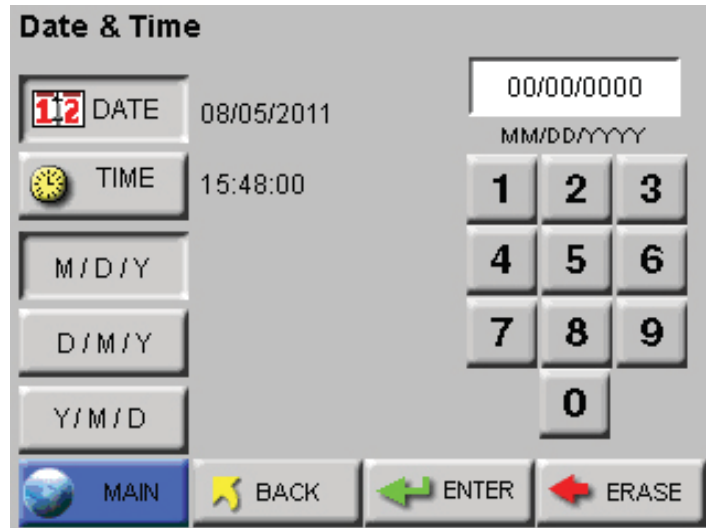 Date & Time
12 DATE 08/05/2011
00/00/0000
MM/DD/YYYY
TIME 15:48:00
1 2 3
M/D/Y
4 5 6
D/M/Y
7 8 9
Y/M/D
0
MAIN BACK ENTER ERASE